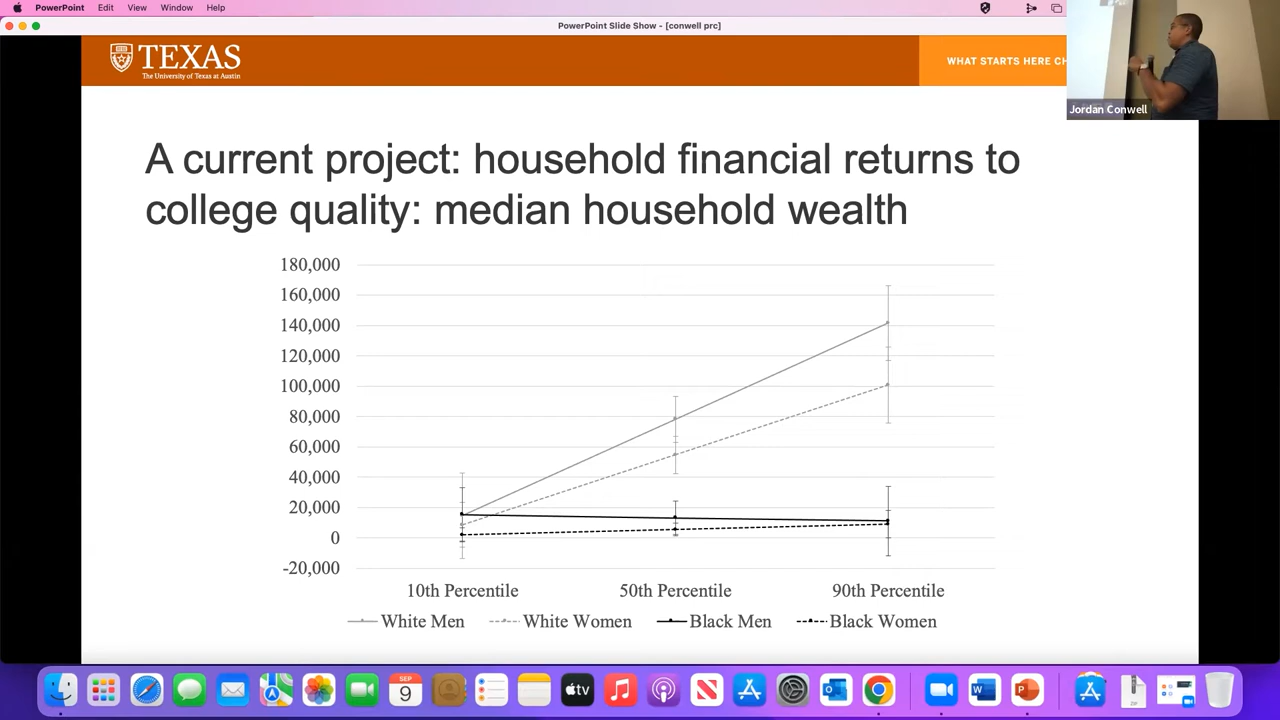 PowerPoint Edit View Window Help
PowerPoint Slide Show - [conwell prc]
TEXAS
The University of Texas at Austin
WHAT STARTS HERE CH
Jordan Conwell
A current project: household financial returns to
college quality: median household wealth
180,000
160,000
140,000
120,000
100,000
80,000
60,000
40,000
20,000
0
-20,000
10th Percentile 50th Percentile 90th Percentile
White Men White Women Black Men Black Women
SEP
9
tv
W
P
ZIP